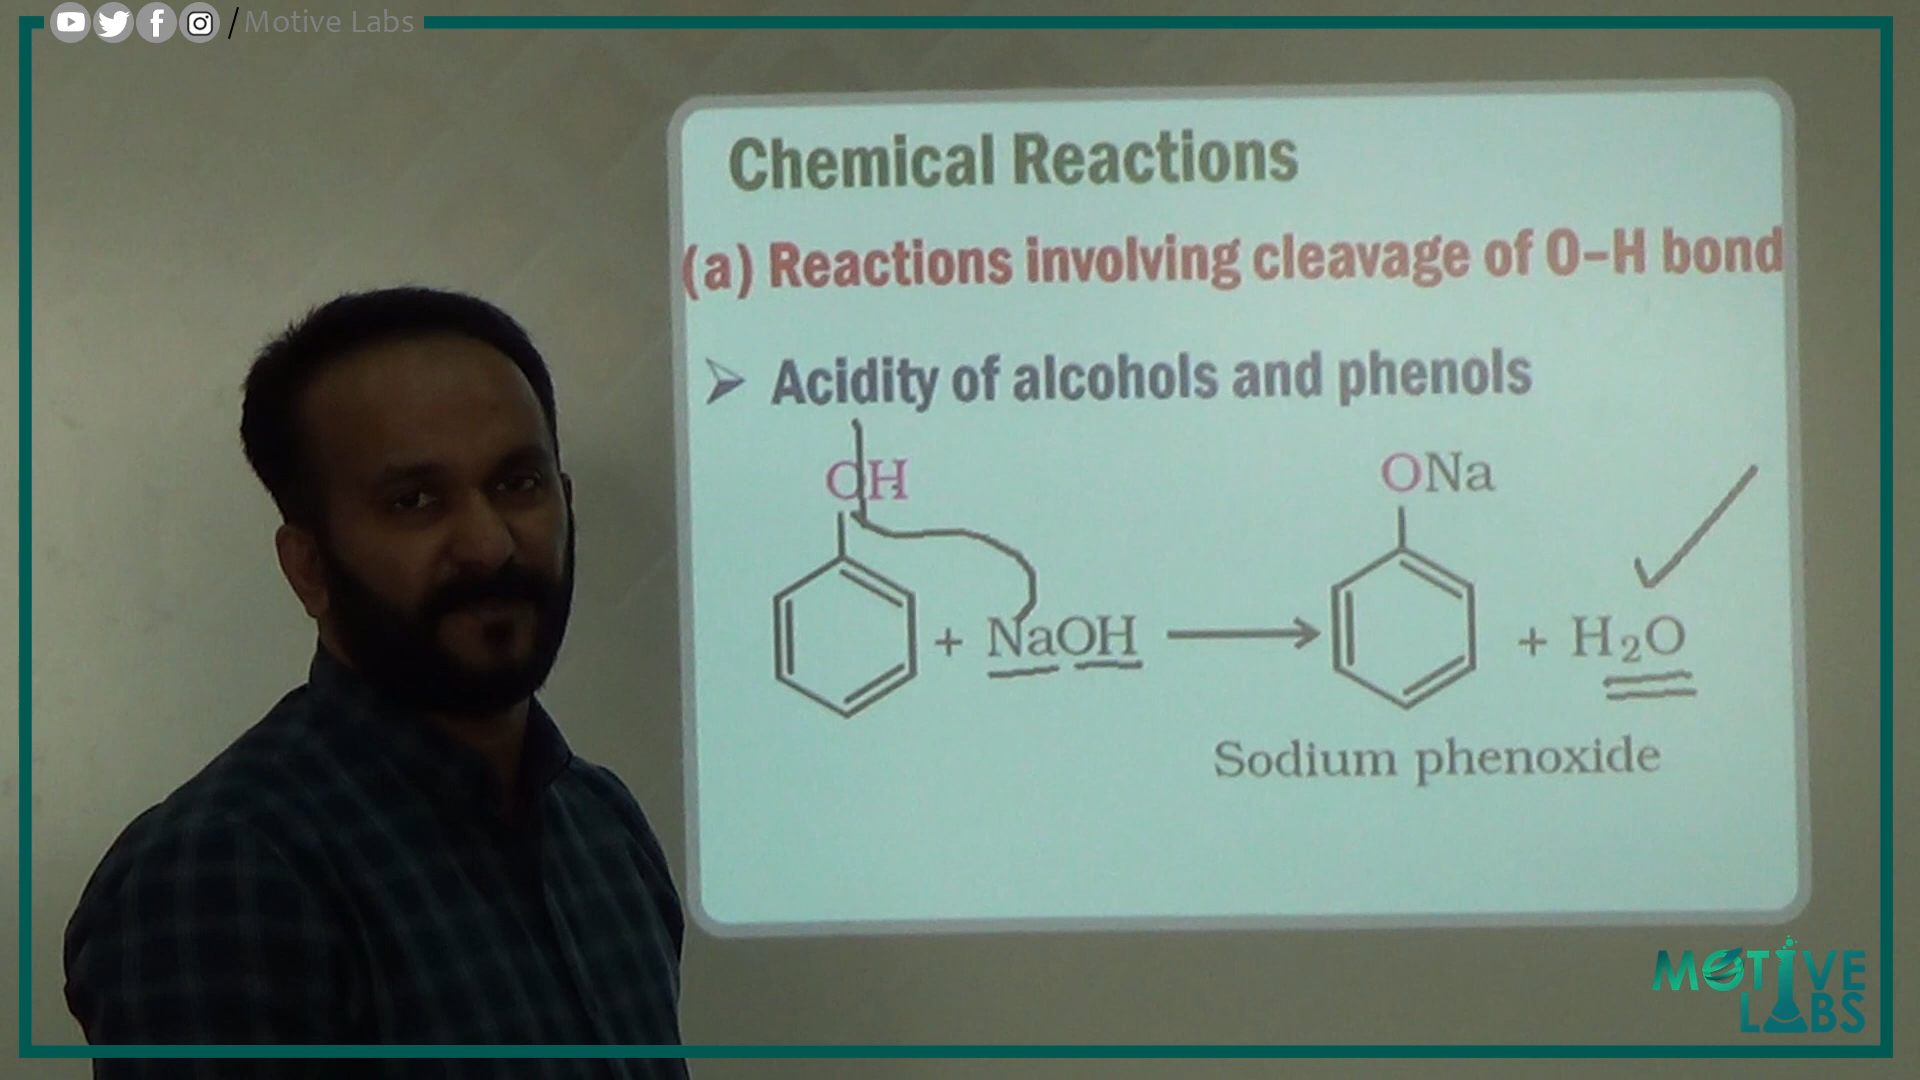 /Motive Labs
Chemical Reactions
(a) Reactions involving cleavage of O–H bond
➢ Acidity of alcohols and phenols
OH
ONa
+ NaOH ⟶ + H₂O
Sodium phenoxide
MOTIVE
LABS